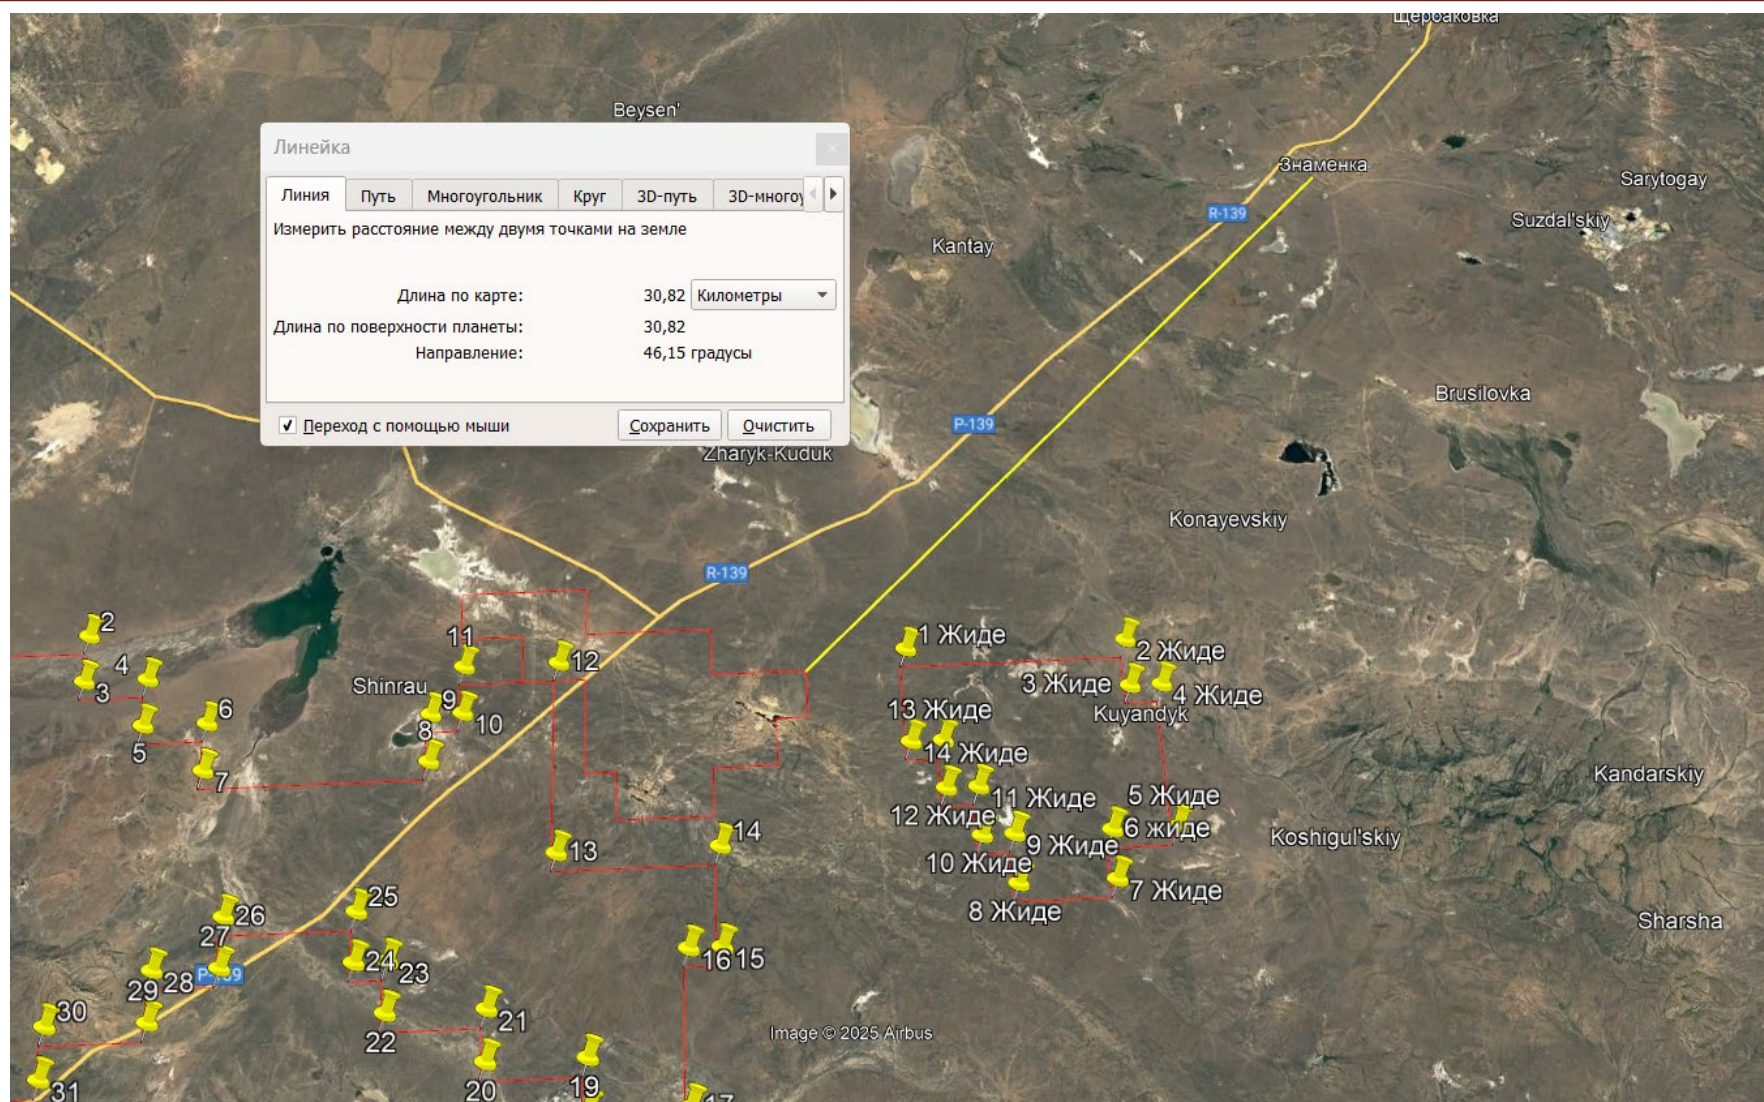 Щербаковка
Beysen'
Линейка
Линия Путь Многоугольник Круг 3D-путь 3D-многоу
Измерить расстояние между двумя точками на земле
Длина по карте: 30,82 Километры
Длина по поверхности планеты: 30,82
Направление: 46,15 градусы
Переход с помощью мыши Сохранить Очистить
Знаменка
Sarytogay
R-139
Suzdal'skiy
Kantay
Brusilovka
P-139
Zharyk-Kuduk
Konayevskiy
R-139
2
11
1 Жиде
2 Жиде
4
12
3
Shinrau
3 Жиде
4 Жиде
9
6
10
8
13 Жиде
Kuyandyk
5
14 Жиде
7
Kandarskiy
11 Жиде
5 Жиде
12 Жиде
6 жиде
14
13
9 Жиде
Koshigul'skiy
10 Жиде
7 Жиде
25
26
8 Жиде
Sharsha
27
24
23
16
15
28
P-139
29
30
21
22
Image © 2025 Airbus
31
20
19
17